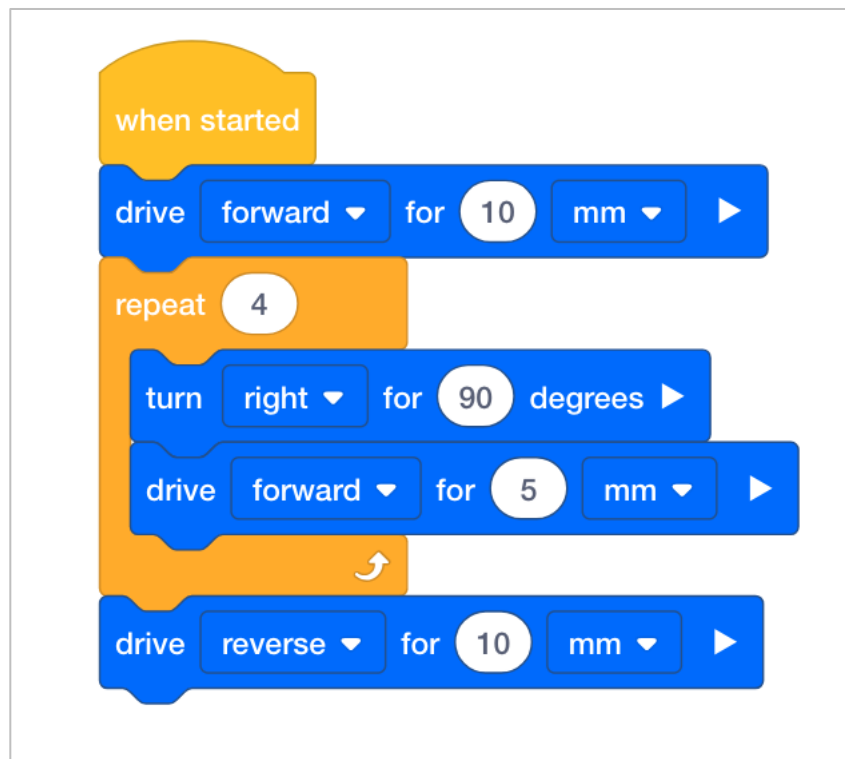 when started
drive forward for 10 mm
repeat 4
turn right for 90 degrees
drive forward for 5 mm
drive reverse for 10 mm